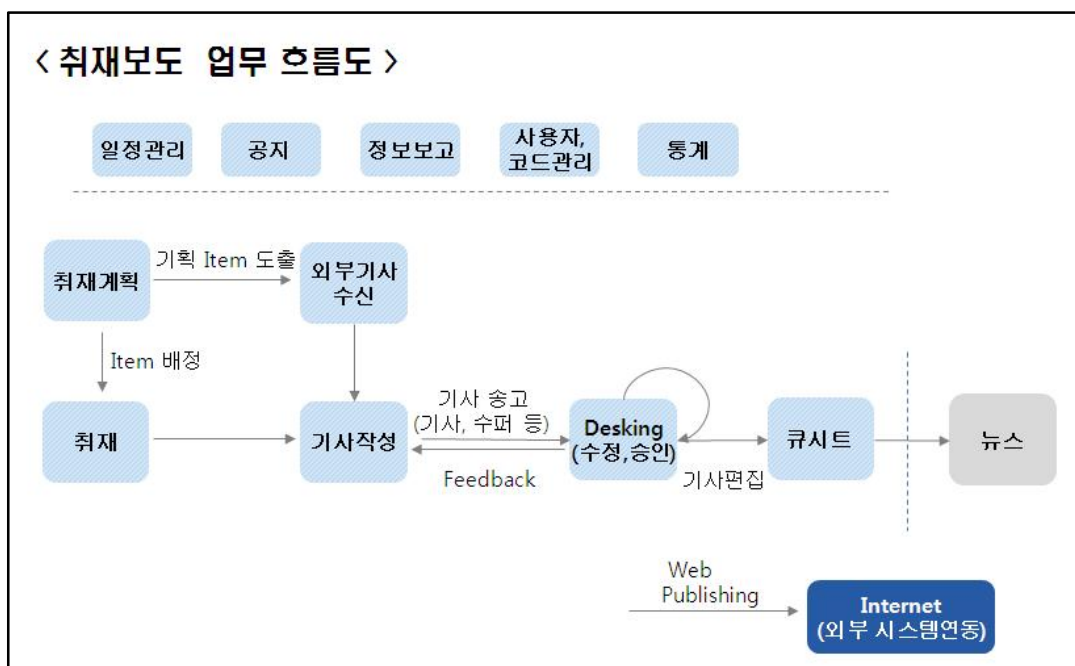 < 취재보도 업무 흐름도 >
일정관리
공지
정보보고
사용자,
코드관리
통계
취재계획
기획 Item 도출
외부기사
수신
Item 배정
취재
기사작성
기사 송고
(기사, 수퍼 등)
Feedback
Desking
(수정,승인)
기사편집
큐시트
뉴스
Web
Publishing
Internet
(외부 시스템연동)